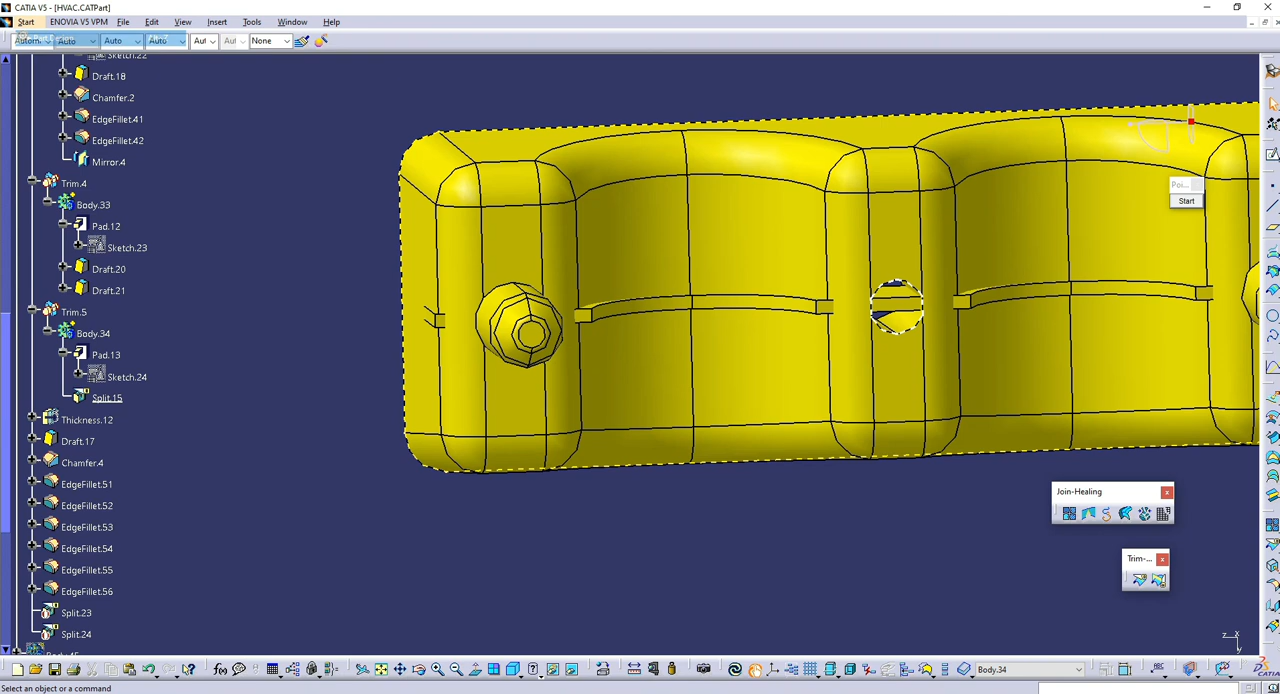 CATIA V5 - [HVAC.CATPart]
Start ENOVIA V5 VPM File Edit View Insert Tools Window Help
Auto Auto Auto Aut Aut None
Sketch.22
Draft.18
Chamfer.2
EdgeFillet.41
EdgeFillet.42
Mirror.4
Trim.4
Body.33
Pad.12
Sketch.23
Draft.20
Draft.21
Trim.5
Body.34
Pad.13
Sketch.24
Split.15
Thickness.12
Draft.17
Chamfer.4
EdgeFillet.51
EdgeFillet.52
EdgeFillet.53
EdgeFillet.54
EdgeFillet.55
EdgeFillet.56
Split.23
Split.24
Poi...
Start
Join-Healing
Trim-...
z x
y
Body.34
CATIA
Select an object or a command